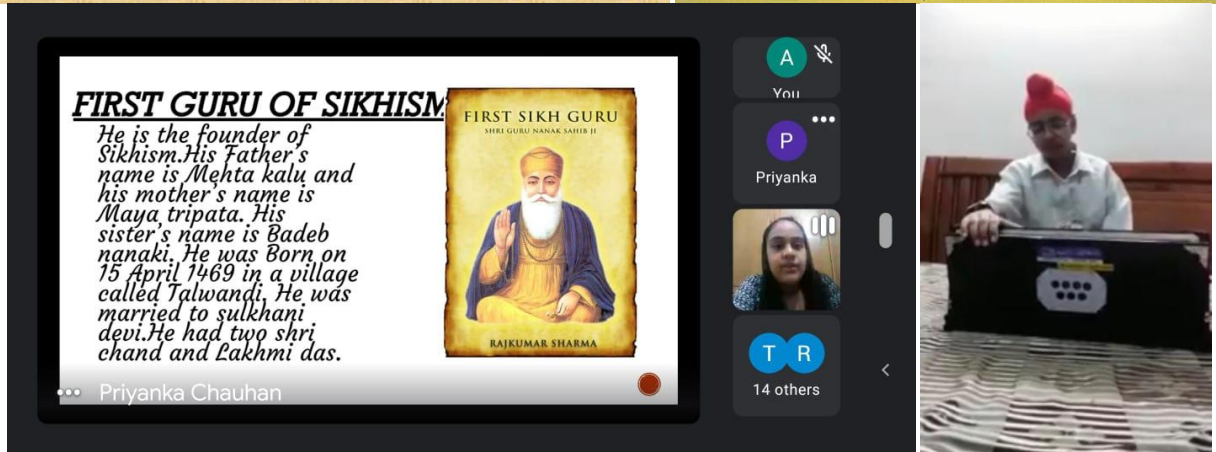 FIRST GURU OF SIKHISM
He is the founder of
Sikhism.His Father's
name is Mehta kalu and
his mother's name is
Maya tripata. His
sister's name is Badeb
nanaki. He was Born on
15 April 1469 in a village
called Talwandi. He was
married to sulkhani
devi.He had two shri
chand and Lakhmi das.
FIRST SIKH GURU
SHRI GURU NANAK SAHIB JI
RAJKUMAR SHARMA
Priyanka Chauhan
A
You
P
Priyanka
T R
14 others